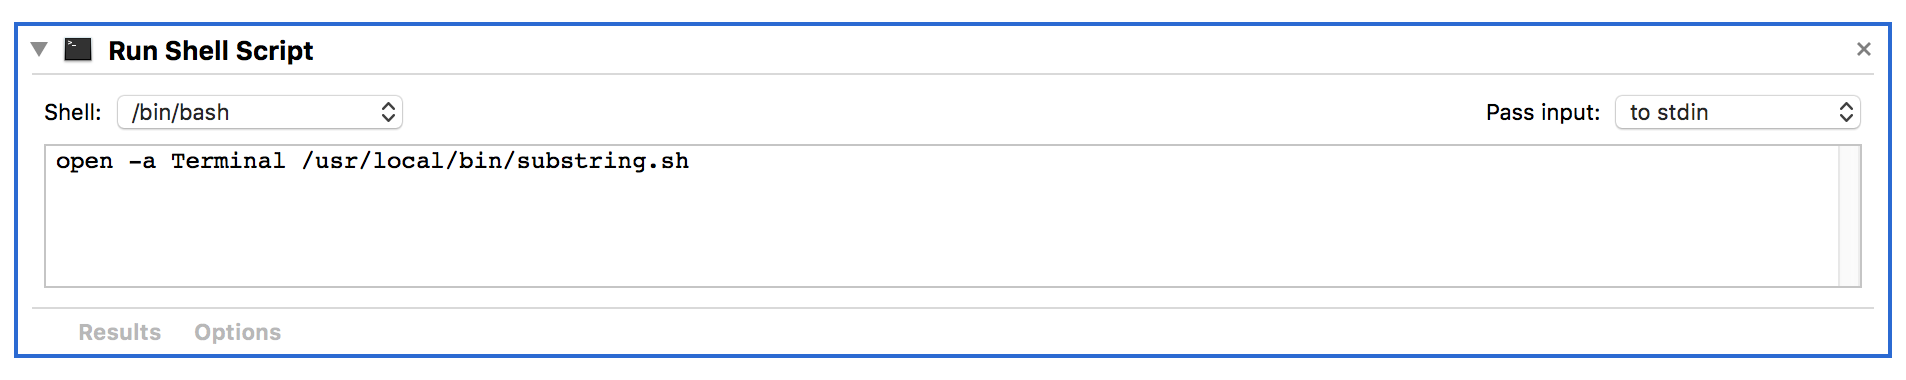 Run Shell Script
Shell: /bin/bash Pass input: to stdin
open -a Terminal /usr/local/bin/substring.sh
Results Options